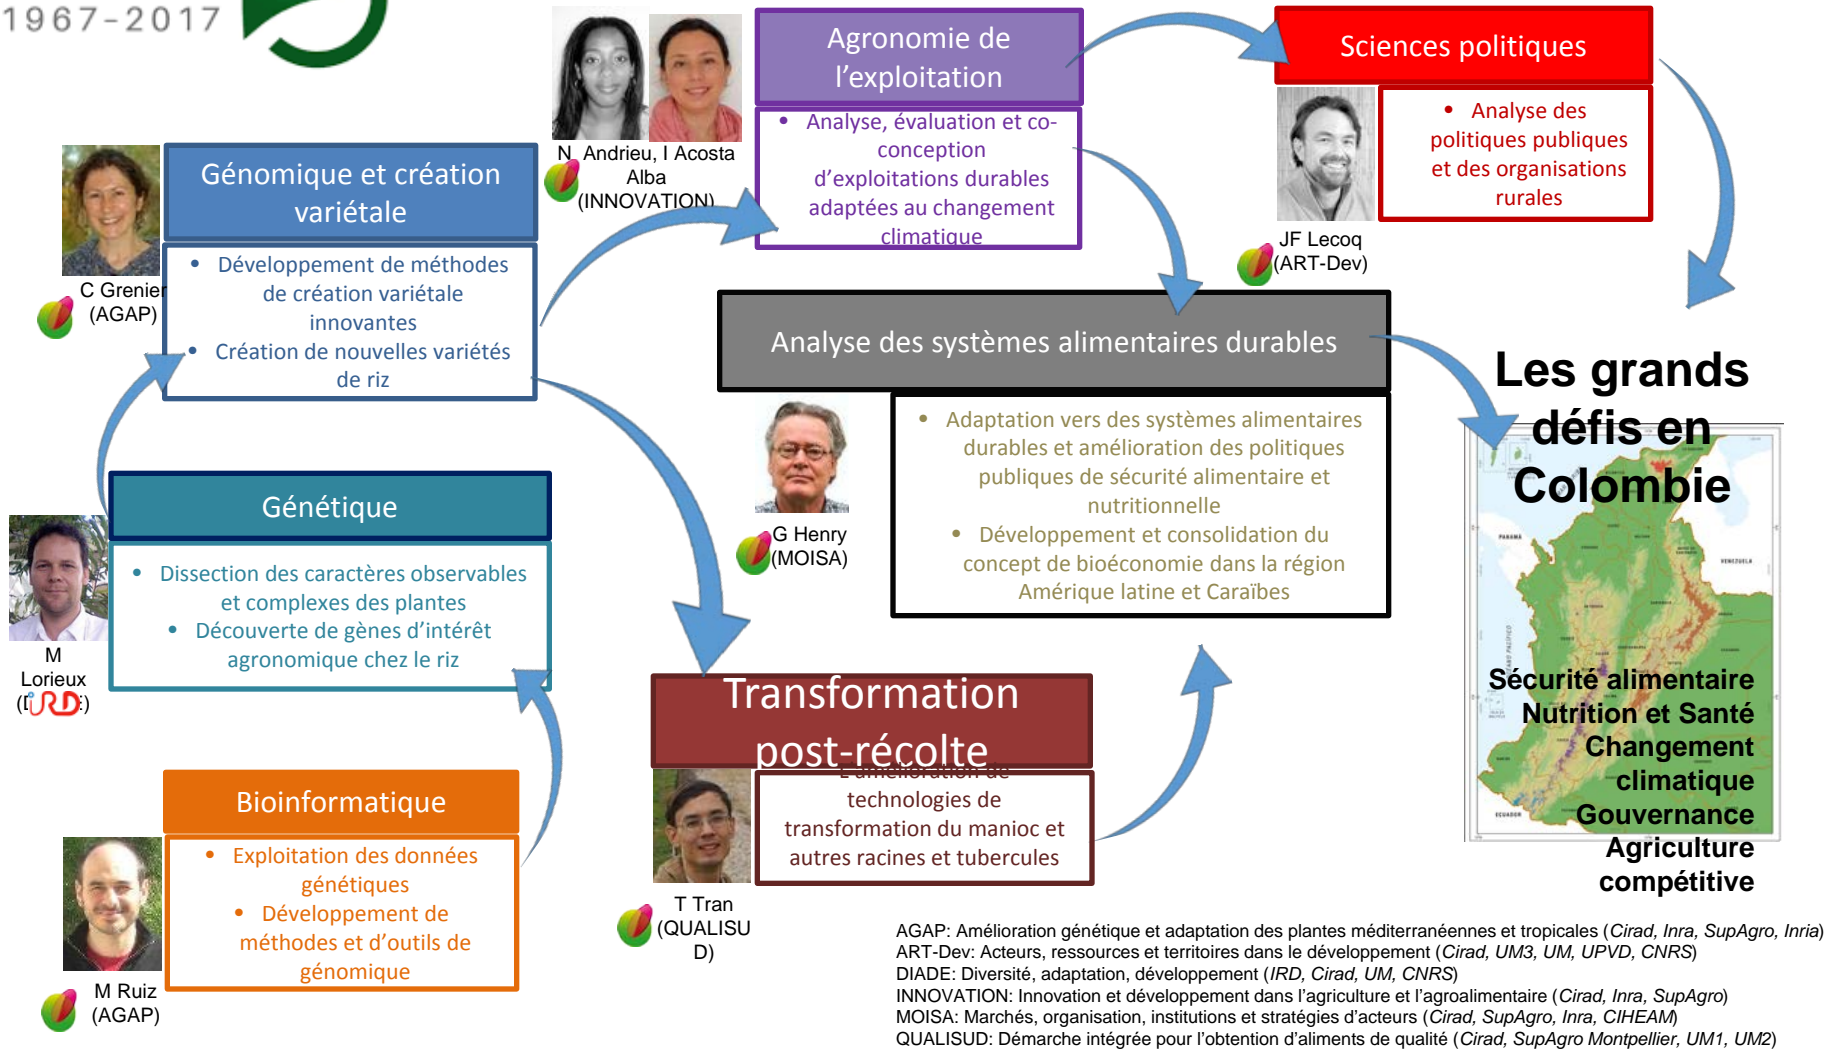 1967-2017
Agronomie de
l'exploitation
• Analyse, évaluation et co-
conception
d'exploitations durables
adaptées au changement
climatique
N Andrieu, I Acosta
Alba
(INNOVATION)
Sciences politiques
• Analyse des
politiques publiques
et des organisations
rurales
JF Lecoq
(ART-Dev)
Génomique et création
variétale
• Développement de méthodes
de création variétale
innovantes
• Création de nouvelles variétés
de riz
C Grenier
(AGAP)
Analyse des systèmes alimentaires durables
• Adaptation vers des systèmes alimentaires
durables et amélioration des politiques
publiques de sécurité alimentaire et
nutritionnelle
• Développement et consolidation du
concept de bioéconomie dans la région
Amérique latine et Caraïbes
G Henry
(MOISA)
Génétique
• Dissection des caractères observables
et complexes des plantes
• Découverte de gènes d'intérêt
agronomique chez le riz
M
Lorieux
IRD
Transformation
post-récolte
L'amélioration de
technologies de
transformation du manioc et
autres racines et tubercules
T Tran
(QUALISU
D)
Bioinformatique
• Exploitation des données
génétiques
• Développement de
méthodes et d'outils de
génomique
M Ruiz
(AGAP)
Les grands
défis en
Colombie
PANAMÁ
VENEZUELA
ECUADOR
Sécurité alimentaire
Nutrition et Santé
Changement
climatique
Gouvernance
Agriculture
compétitive
AGAP: Amélioration génétique et adaptation des plantes méditerranéennes et tropicales (Cirad, Inra, SupAgro, Inria)
ART-Dev: Acteurs, ressources et territoires dans le développement (Cirad, UM3, UM, UPVD, CNRS)
DIADE: Diversité, adaptation, développement (IRD, Cirad, UM, CNRS)
INNOVATION: Innovation et développement dans l'agriculture et l'agroalimentaire (Cirad, Inra, SupAgro)
MOISA: Marchés, organisation, institutions et stratégies d'acteurs (Cirad, SupAgro, Inra, CIHEAM)
QUALISUD: Démarche intégrée pour l'obtention d'aliments de qualité (Cirad, SupAgro Montpellier, UM1, UM2)